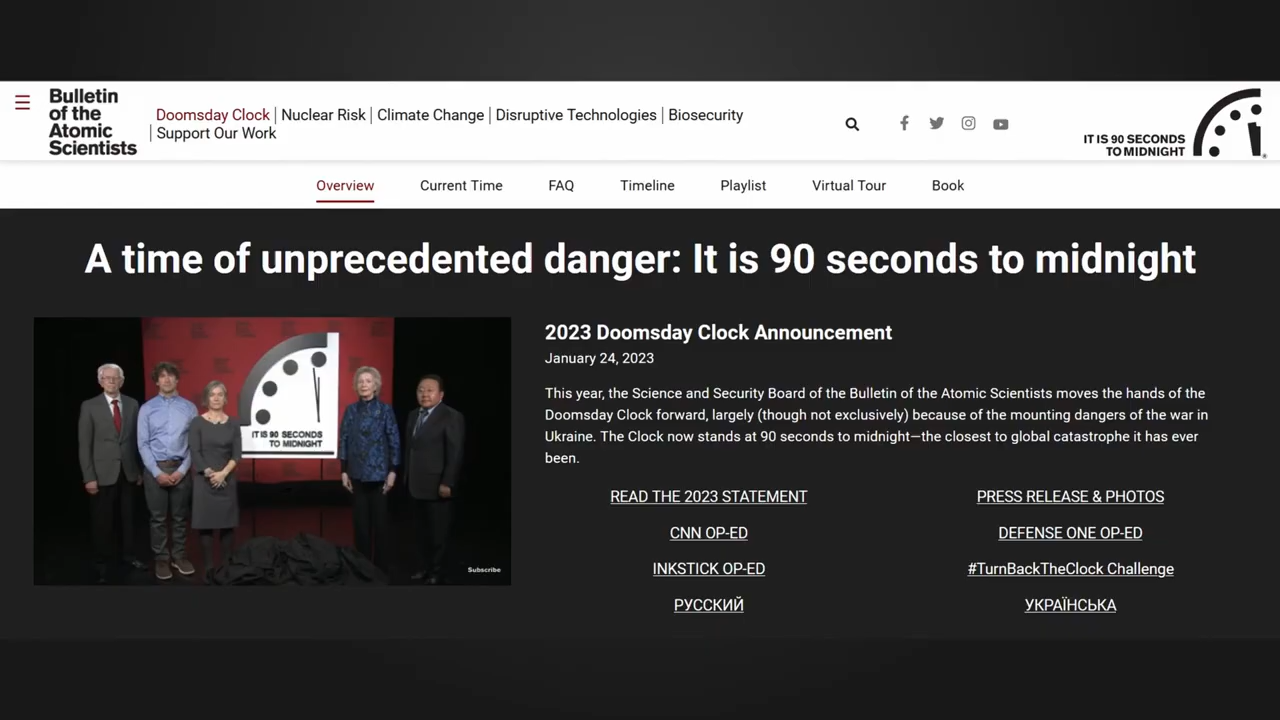 Bulletin
of the
Atomic
Scientists
Doomsday Clock | Nuclear Risk | Climate Change | Disruptive Technologies | Biosecurity
| Support Our Work
IT IS 90 SECONDS
TO MIDNIGHT
Overview Current Time FAQ Timeline Playlist Virtual Tour Book
A time of unprecedented danger: It is 90 seconds to midnight
IT IS 90 SECONDS
TO MIDNIGHT
Subscribe
2023 Doomsday Clock Announcement
January 24, 2023
This year, the Science and Security Board of the Bulletin of the Atomic Scientists moves the hands of the
Doomsday Clock forward, largely (though not exclusively) because of the mounting dangers of the war in
Ukraine. The Clock now stands at 90 seconds to midnight—the closest to global catastrophe it has ever
been.
READ THE 2023 STATEMENT PRESS RELEASE & PHOTOS
CNN OP-ED DEFENSE ONE OP-ED
INKSTICK OP-ED #TurnBackTheClock Challenge
РУССКИЙ УКРАЇНСЬКА